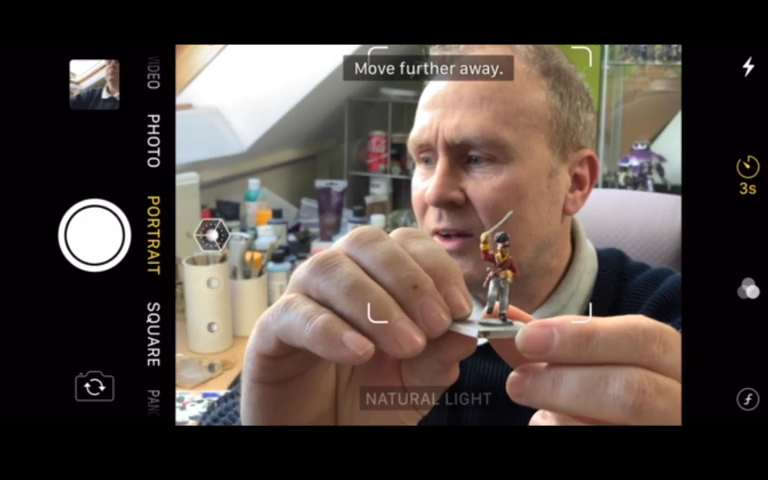 Move further away.
VIDEO
PHOTO
PORTRAIT
SQUARE
PANO
3s
NATURAL LIGHT
f